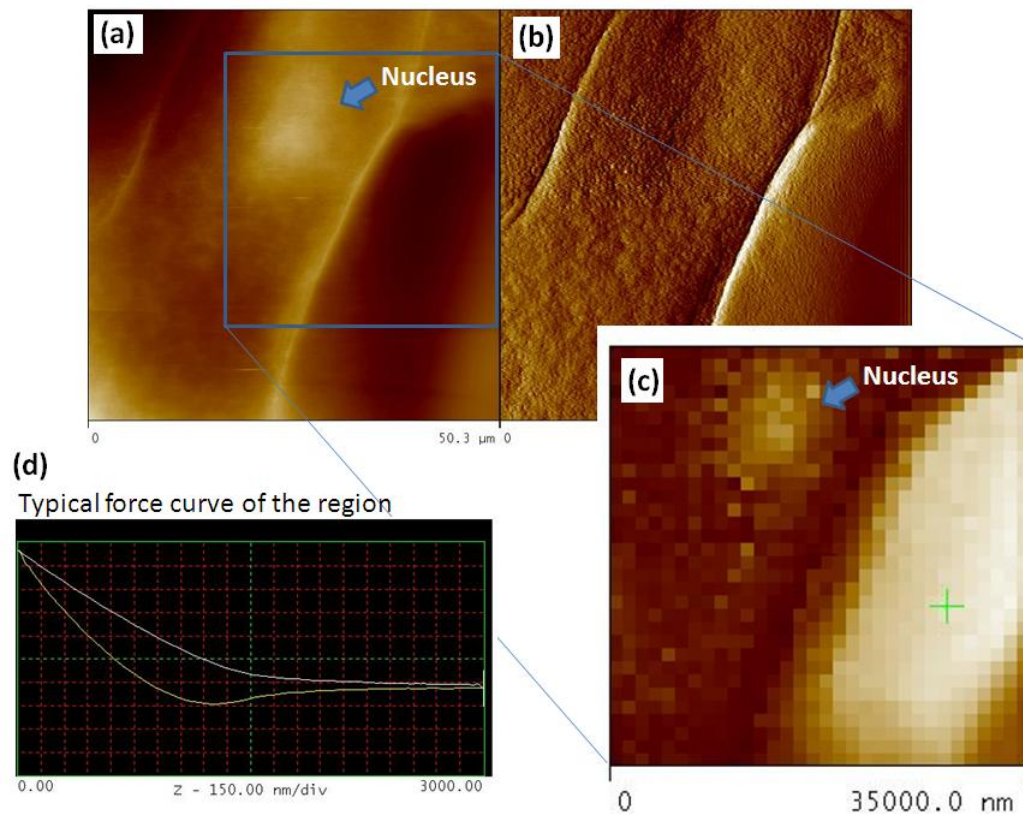 (a)
Nucleus
(b)
0
50.3 µm
0
(c)
Nucleus
(d)
Typical force curve of the region
0.00
Z - 150.00 nm/div
3000.00
0
35000.0 nm